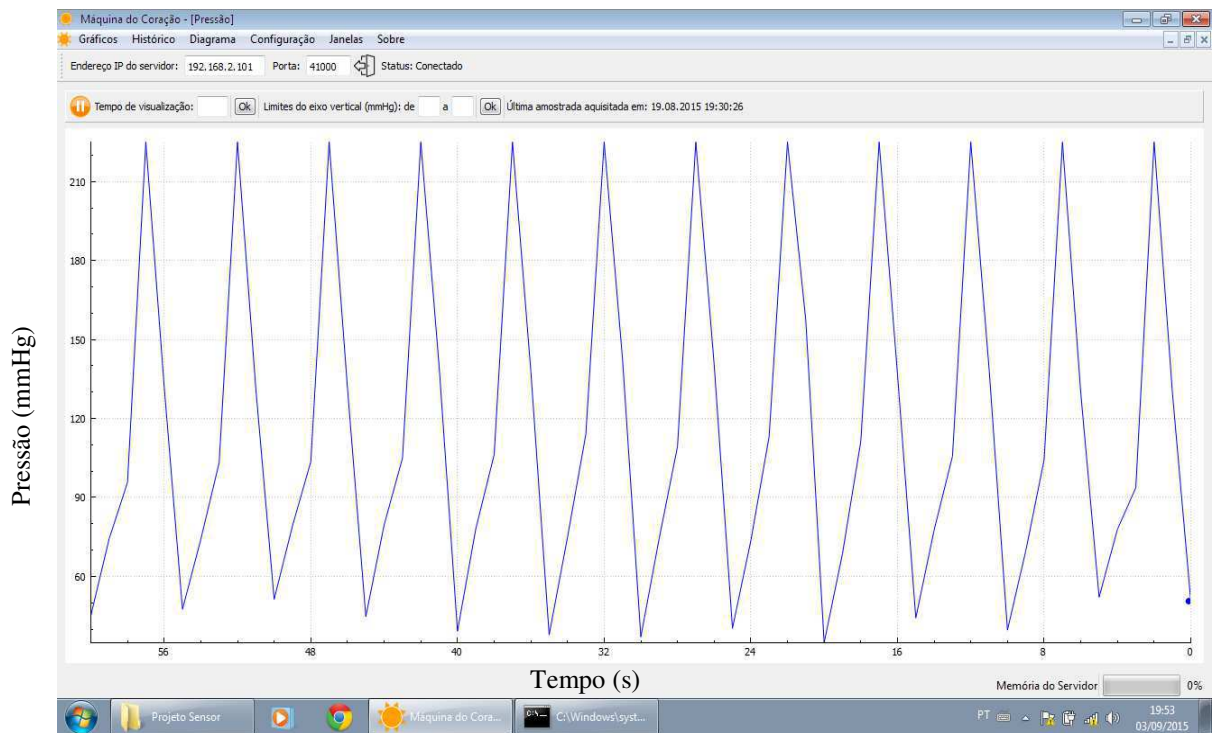 Máquina do Coração - [Pressão]
Gráficos Histórico Diagrama Configuração Janelas Sobre
Endereço IP do servidor: 192.168.2.101 Porta: 41000 Status: Conectado
Tempo de visualização: Ok Limites do eixo vertical (mmHg): de a Ok Última amostrada aquisitada em: 19.08.2015 19:30:26
Pressão (mmHg)
210
180
150
120
90
60
56 48 40 32 24 16 8 0
Tempo (s)
Memória do Servidor 0%
Projeto Sensor Máquina do Cora... C:\Windows\syst... PT 19:53
03/09/2015